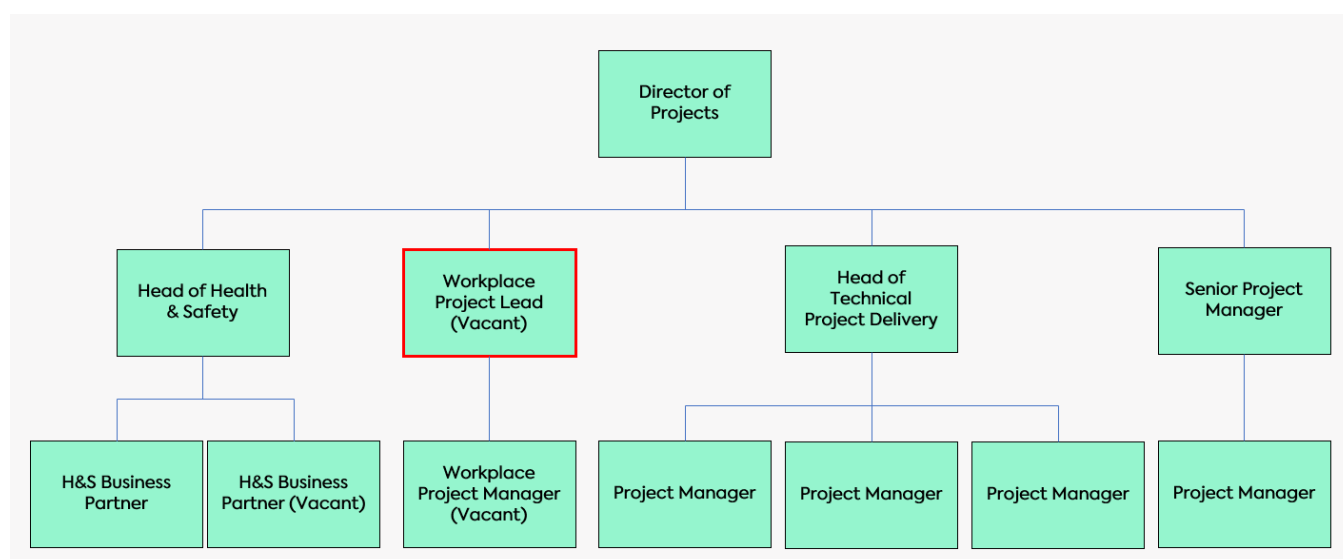 Director of
Projects
Head of Health
& Safety
Workplace
Project Lead
(Vacant)
Head of
Technical
Project Delivery
Senior Project
Manager
H&S Business
Partner
H&S Business
Partner (Vacant)
Workplace
Project Manager
(Vacant)
Project Manager
Project Manager
Project Manager
Project Manager